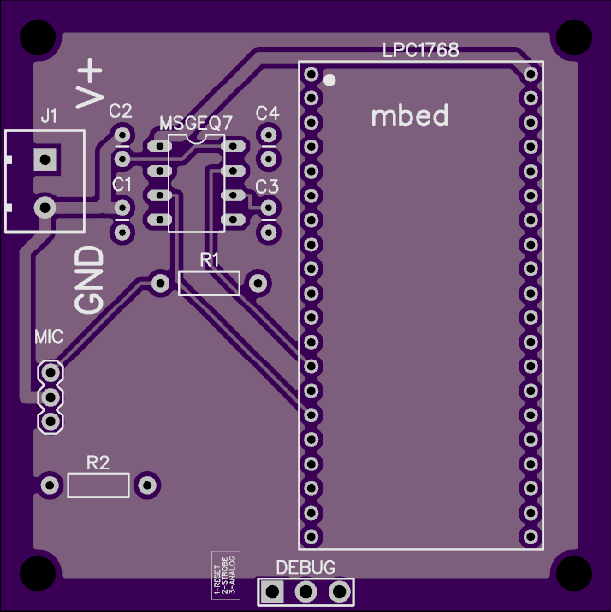 LPC1768
V+
J1
C2
MSGEQ7
C4
mbed
C1
C3
GND
R1
MIC
R2
1-RESET
2-STROBE
3-ANALOG
DEBUG